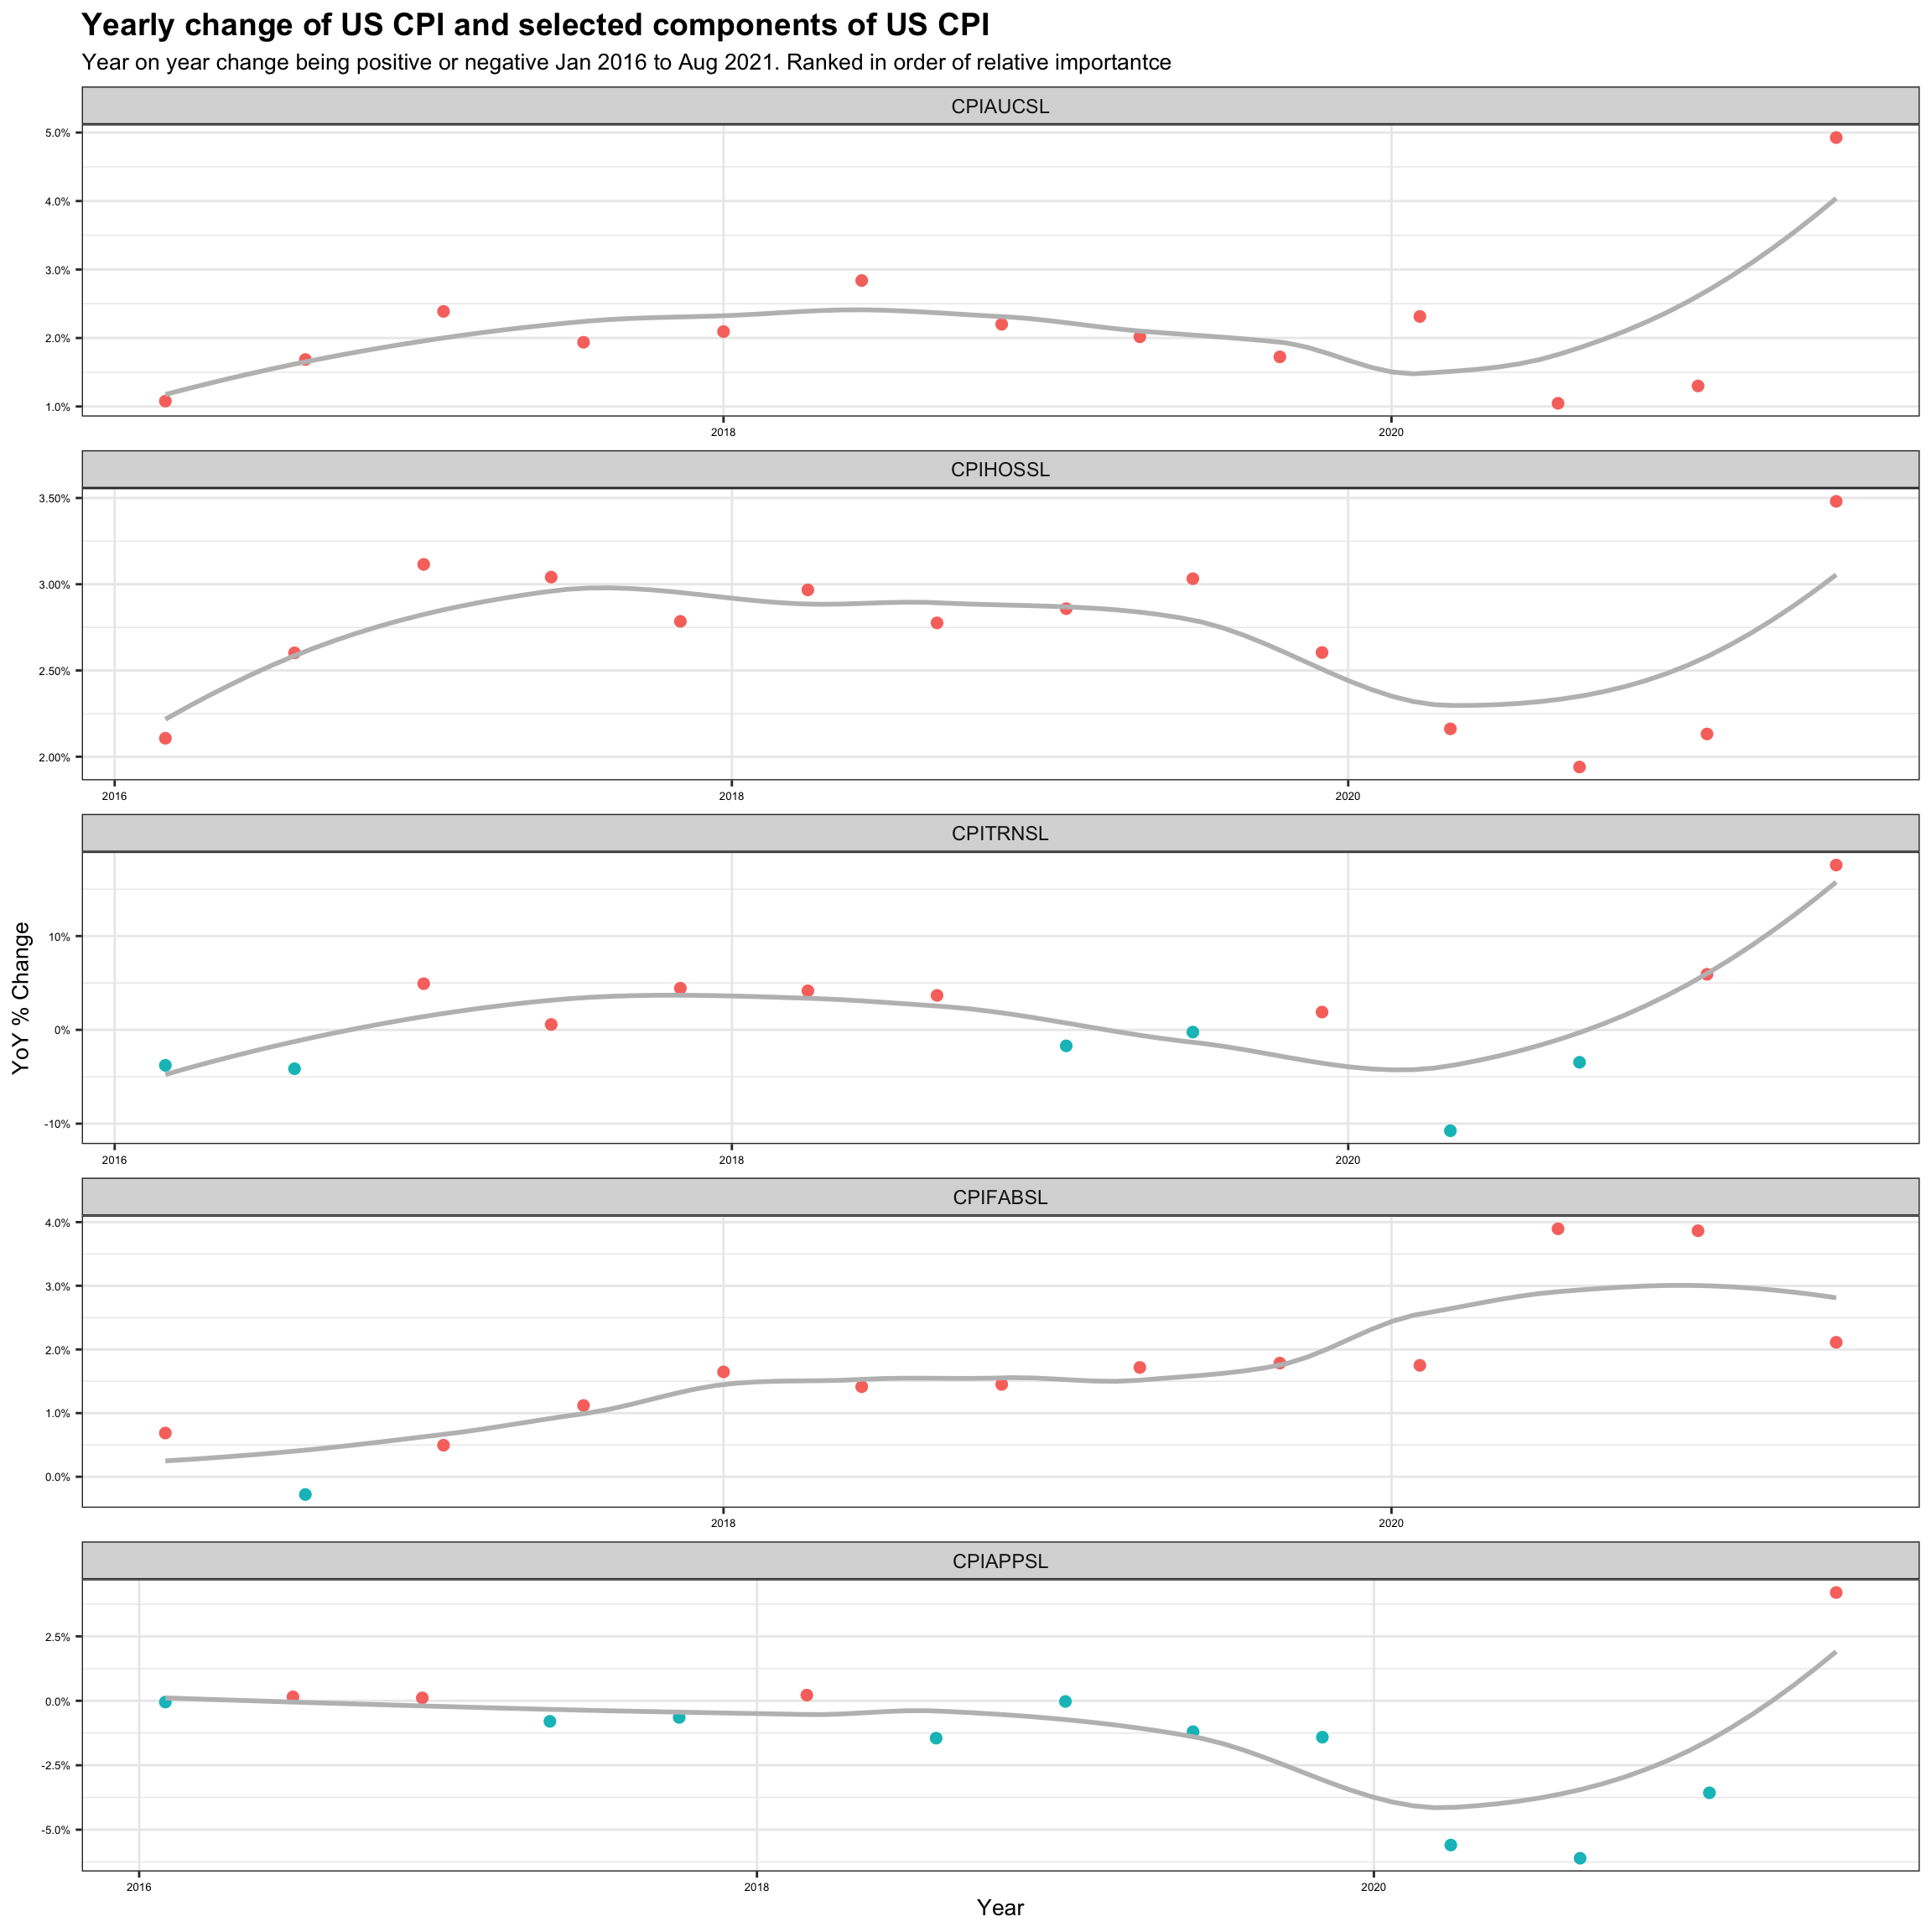 Yearly change of US CPI and selected components of US CPI
Year on year change being positive or negative Jan 2016 to Aug 2021. Ranked in order of relative importantce
CPIAUCSL
5.0%
4.0%
3.0%
2.0%
1.0%
2018 2020
CPIHOSSL
3.50%
3.00%
2.50%
2.00%
2016 2018 2020
CPITRNSL
10%
0%
-10%
2016 2018 2020
YoY % Change
CPIFABSL
4.0%
3.0%
2.0%
1.0%
0.0%
2018 2020
CPIAPPSL
2.5%
0.0%
-2.5%
-5.0%
2016 2018 2020
Year